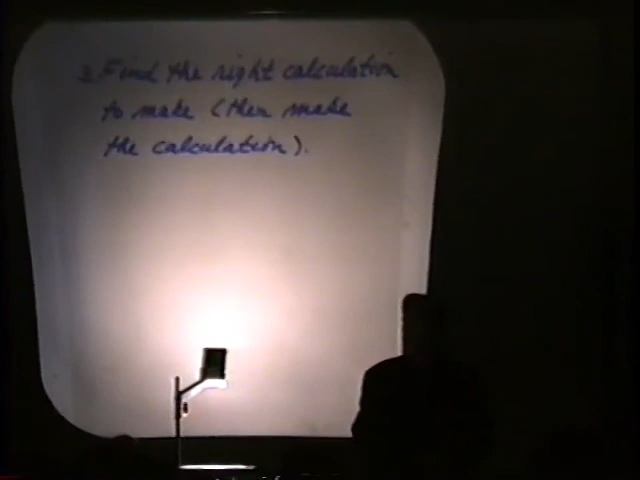 2. Find the right calculation
to make (then make
the calculation).